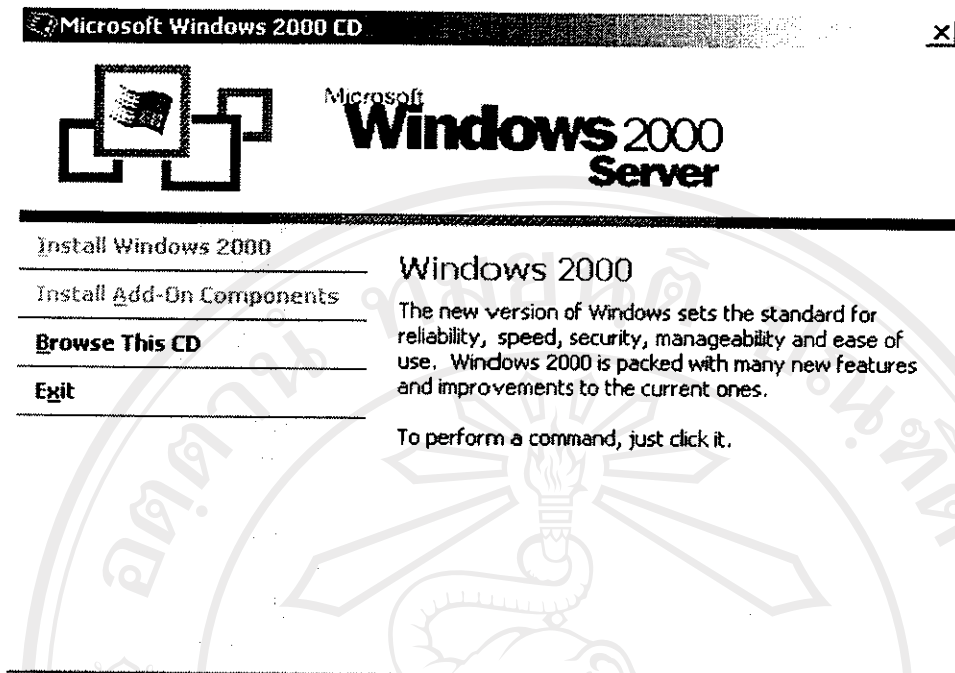 Microsoft Windows 2000 CD
Microsoft
Windows 2000
Server
Install Windows 2000
Install Add-On Components
Browse This CD
Exit
Windows 2000
The new version of Windows sets the standard for
reliability, speed, security, manageability and ease of
use. Windows 2000 is packed with many new features
and improvements to the current ones.
To perform a command, just click it.